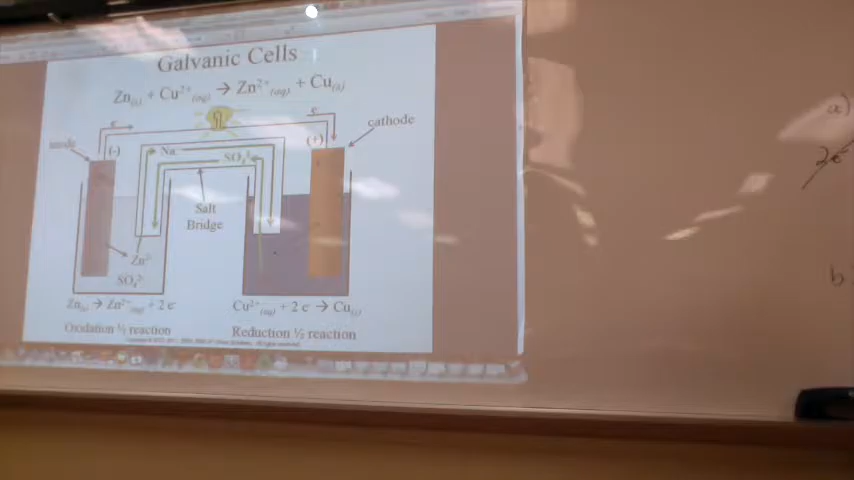 Galvanic Cells
Zn(s) + Cu²⁺(aq) → Zn²⁺(aq) + Cu(s)
e⁻
e⁻
cathode
anode
(-)
(+)
Na
SO₄²⁻
Salt
Bridge
Zn²⁺
SO₄²⁻
Zn(s) → Zn²⁺(aq) + 2 e⁻
Cu²⁺(aq) + 2 e⁻ → Cu(s)
Oxidation ½ reaction
Reduction ½ reaction
a)
2e⁻
b